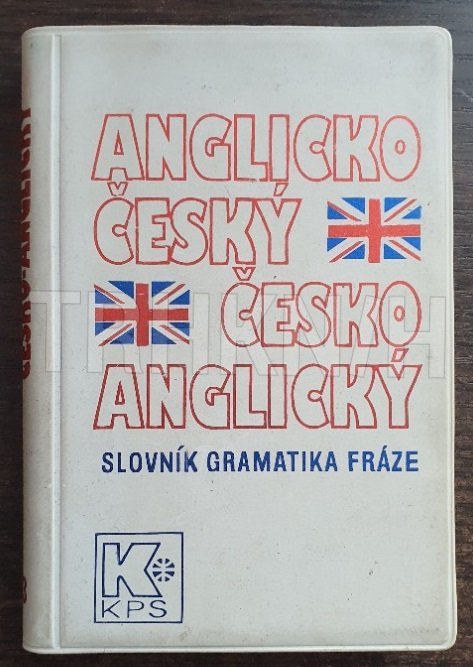 ANGLICKO
ČESKÝ
ČESKO
ANGLICKÝ
SLOVNÍK GRAMATIKA FRÁZE
K
KPS